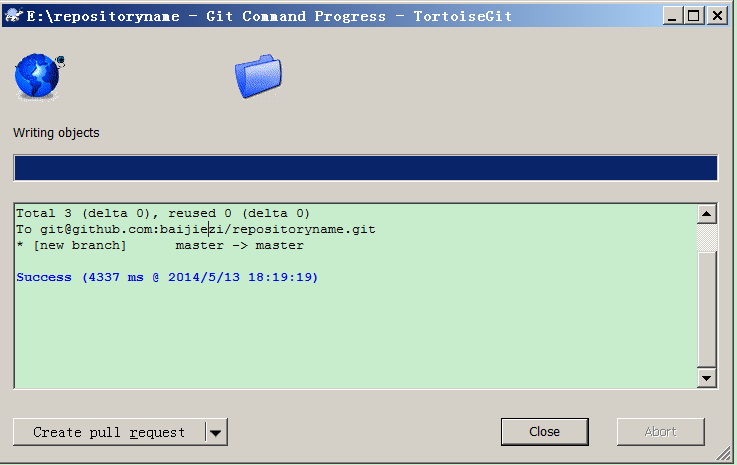 E:\repositoryname - Git Command Progress - TortoiseGit
Writing objects
Total 3 (delta 0), reused 0 (delta 0)
To git@github.com:baijiezi/repositoryname.git
* [new branch]      master -> master
Success (4337 ms @ 2014/5/13 18:19:19)
Create pull request
Close
Abort